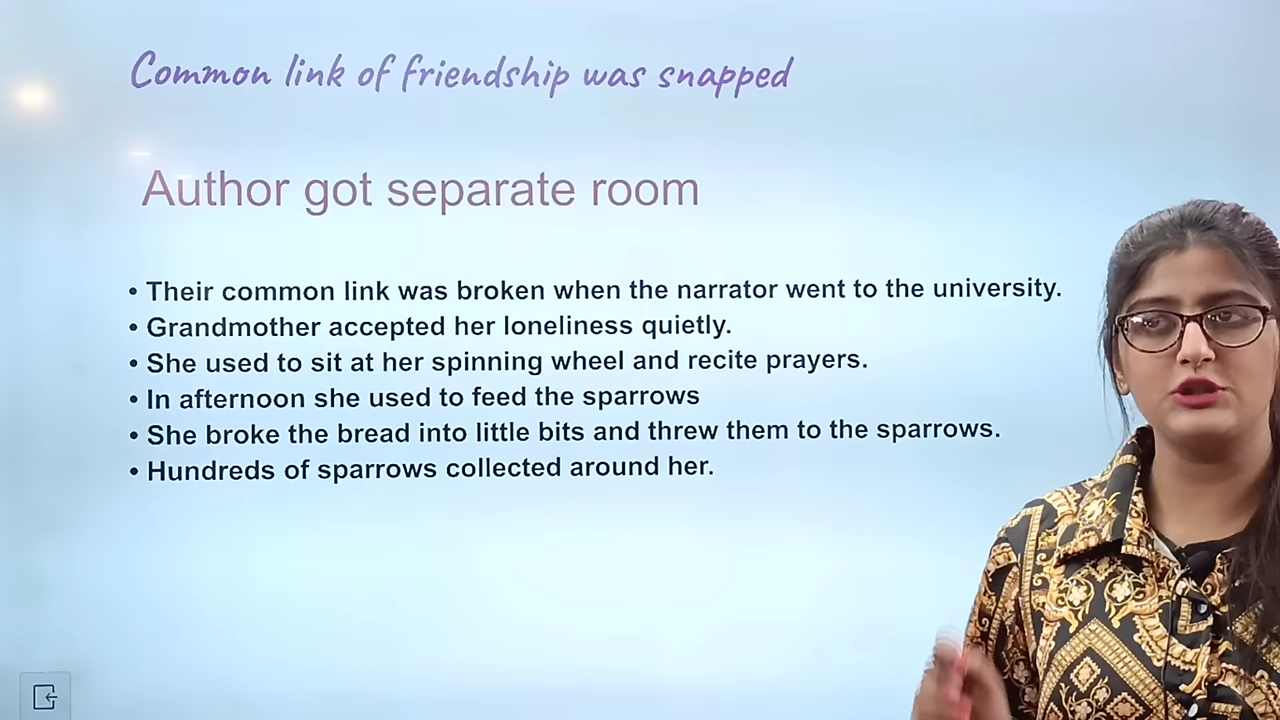 Common link of friendship was snapped
Author got separate room
• Their common link was broken when the narrator went to the university.
• Grandmother accepted her loneliness quietly.
• She used to sit at her spinning wheel and recite prayers.
• In afternoon she used to feed the sparrows
• She broke the bread into little bits and threw them to the sparrows.
• Hundreds of sparrows collected around her.